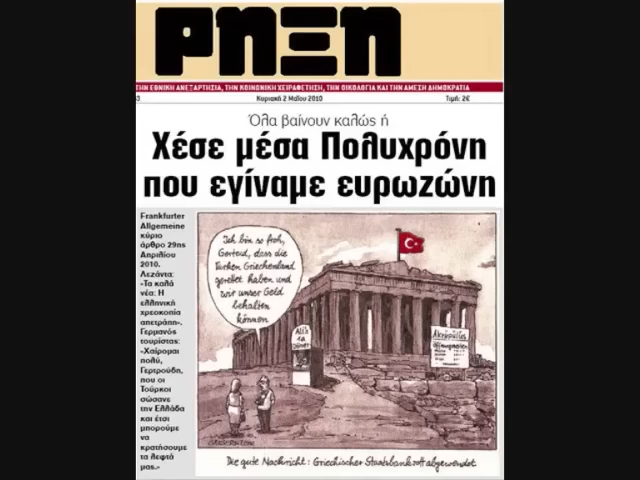 ΡΗΞΗ
ΤΗΝ ΕΘΝΙΚΗ ΑΝΕΞΑΡΤΗΣΙΑ, ΤΗΝ ΚΟΙΝΩΝΙΚΗ ΧΕΙΡΑΦΕΤΗΣΗ, ΤΗΝ ΟΙΚΟΛΟΓΙΑ ΚΑΙ ΤΗΝ ΑΜΕΣΗ ΔΗΜΟΚΡΑΤΙΑ
Κυριακή 2 Μαΐου 2010 Τιμή: 2€
Όλα βαίνουν καλώς ή
Χέσε μέσα Πολυχρόνη
που εγίναμε ευρωζώνη
Frankfurter
Allgemeine
κύριο
άρθρο 29ης
Απριλίου
2010.
Λεζάντα:
«Τα καλά
νέα: Η
ελληνική
χρεοκοπία
απετράπη».
Γερμανός
τουρίστας:
«Χαίρομαι
πολύ,
Γερτρούδη,
που οι
Τούρκοι
σώσανε
την Ελλάδα
και έτσι
μπορούμε
να
κρατήσουμε
τα λεφτά
μας.»
Ich bin so froh,
Gertrud, dass die
Türken Griechenland
gerettet haben und
wir unser Geld
behalten
können
Akropolis
Die gute Nachricht: Griechischer Staatsbankrott abgewendet